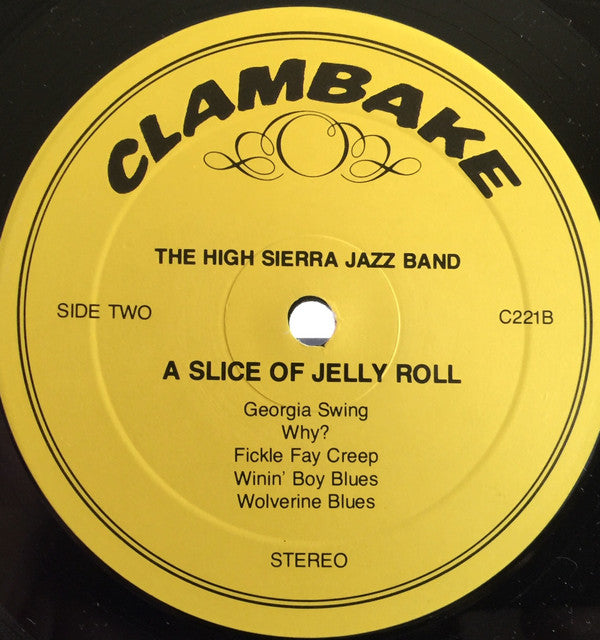 CLAMBAKE
THE HIGH SIERRA JAZZ BAND
SIDE TWO
C221B
A SLICE OF JELLY ROLL
Georgia Swing
Why?
Fickle Fay Creep
Winin' Boy Blues
Wolverine Blues
STEREO